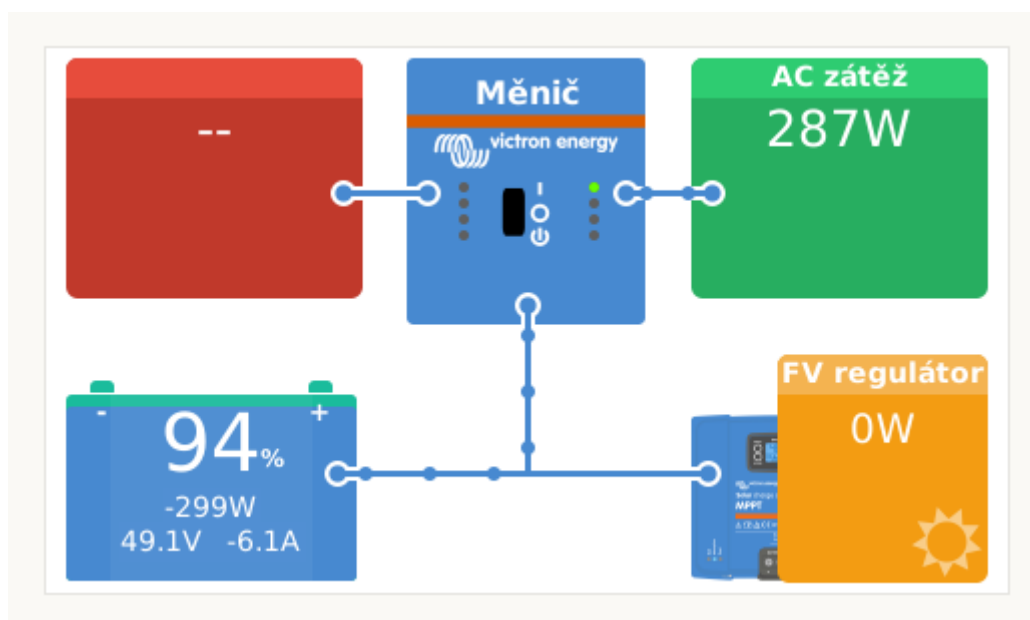 --
Měnič
victron energy
AC zátěž
287W
- +
94%
-299W
49.1V -6.1A
FV regulátor
0W
MPPT